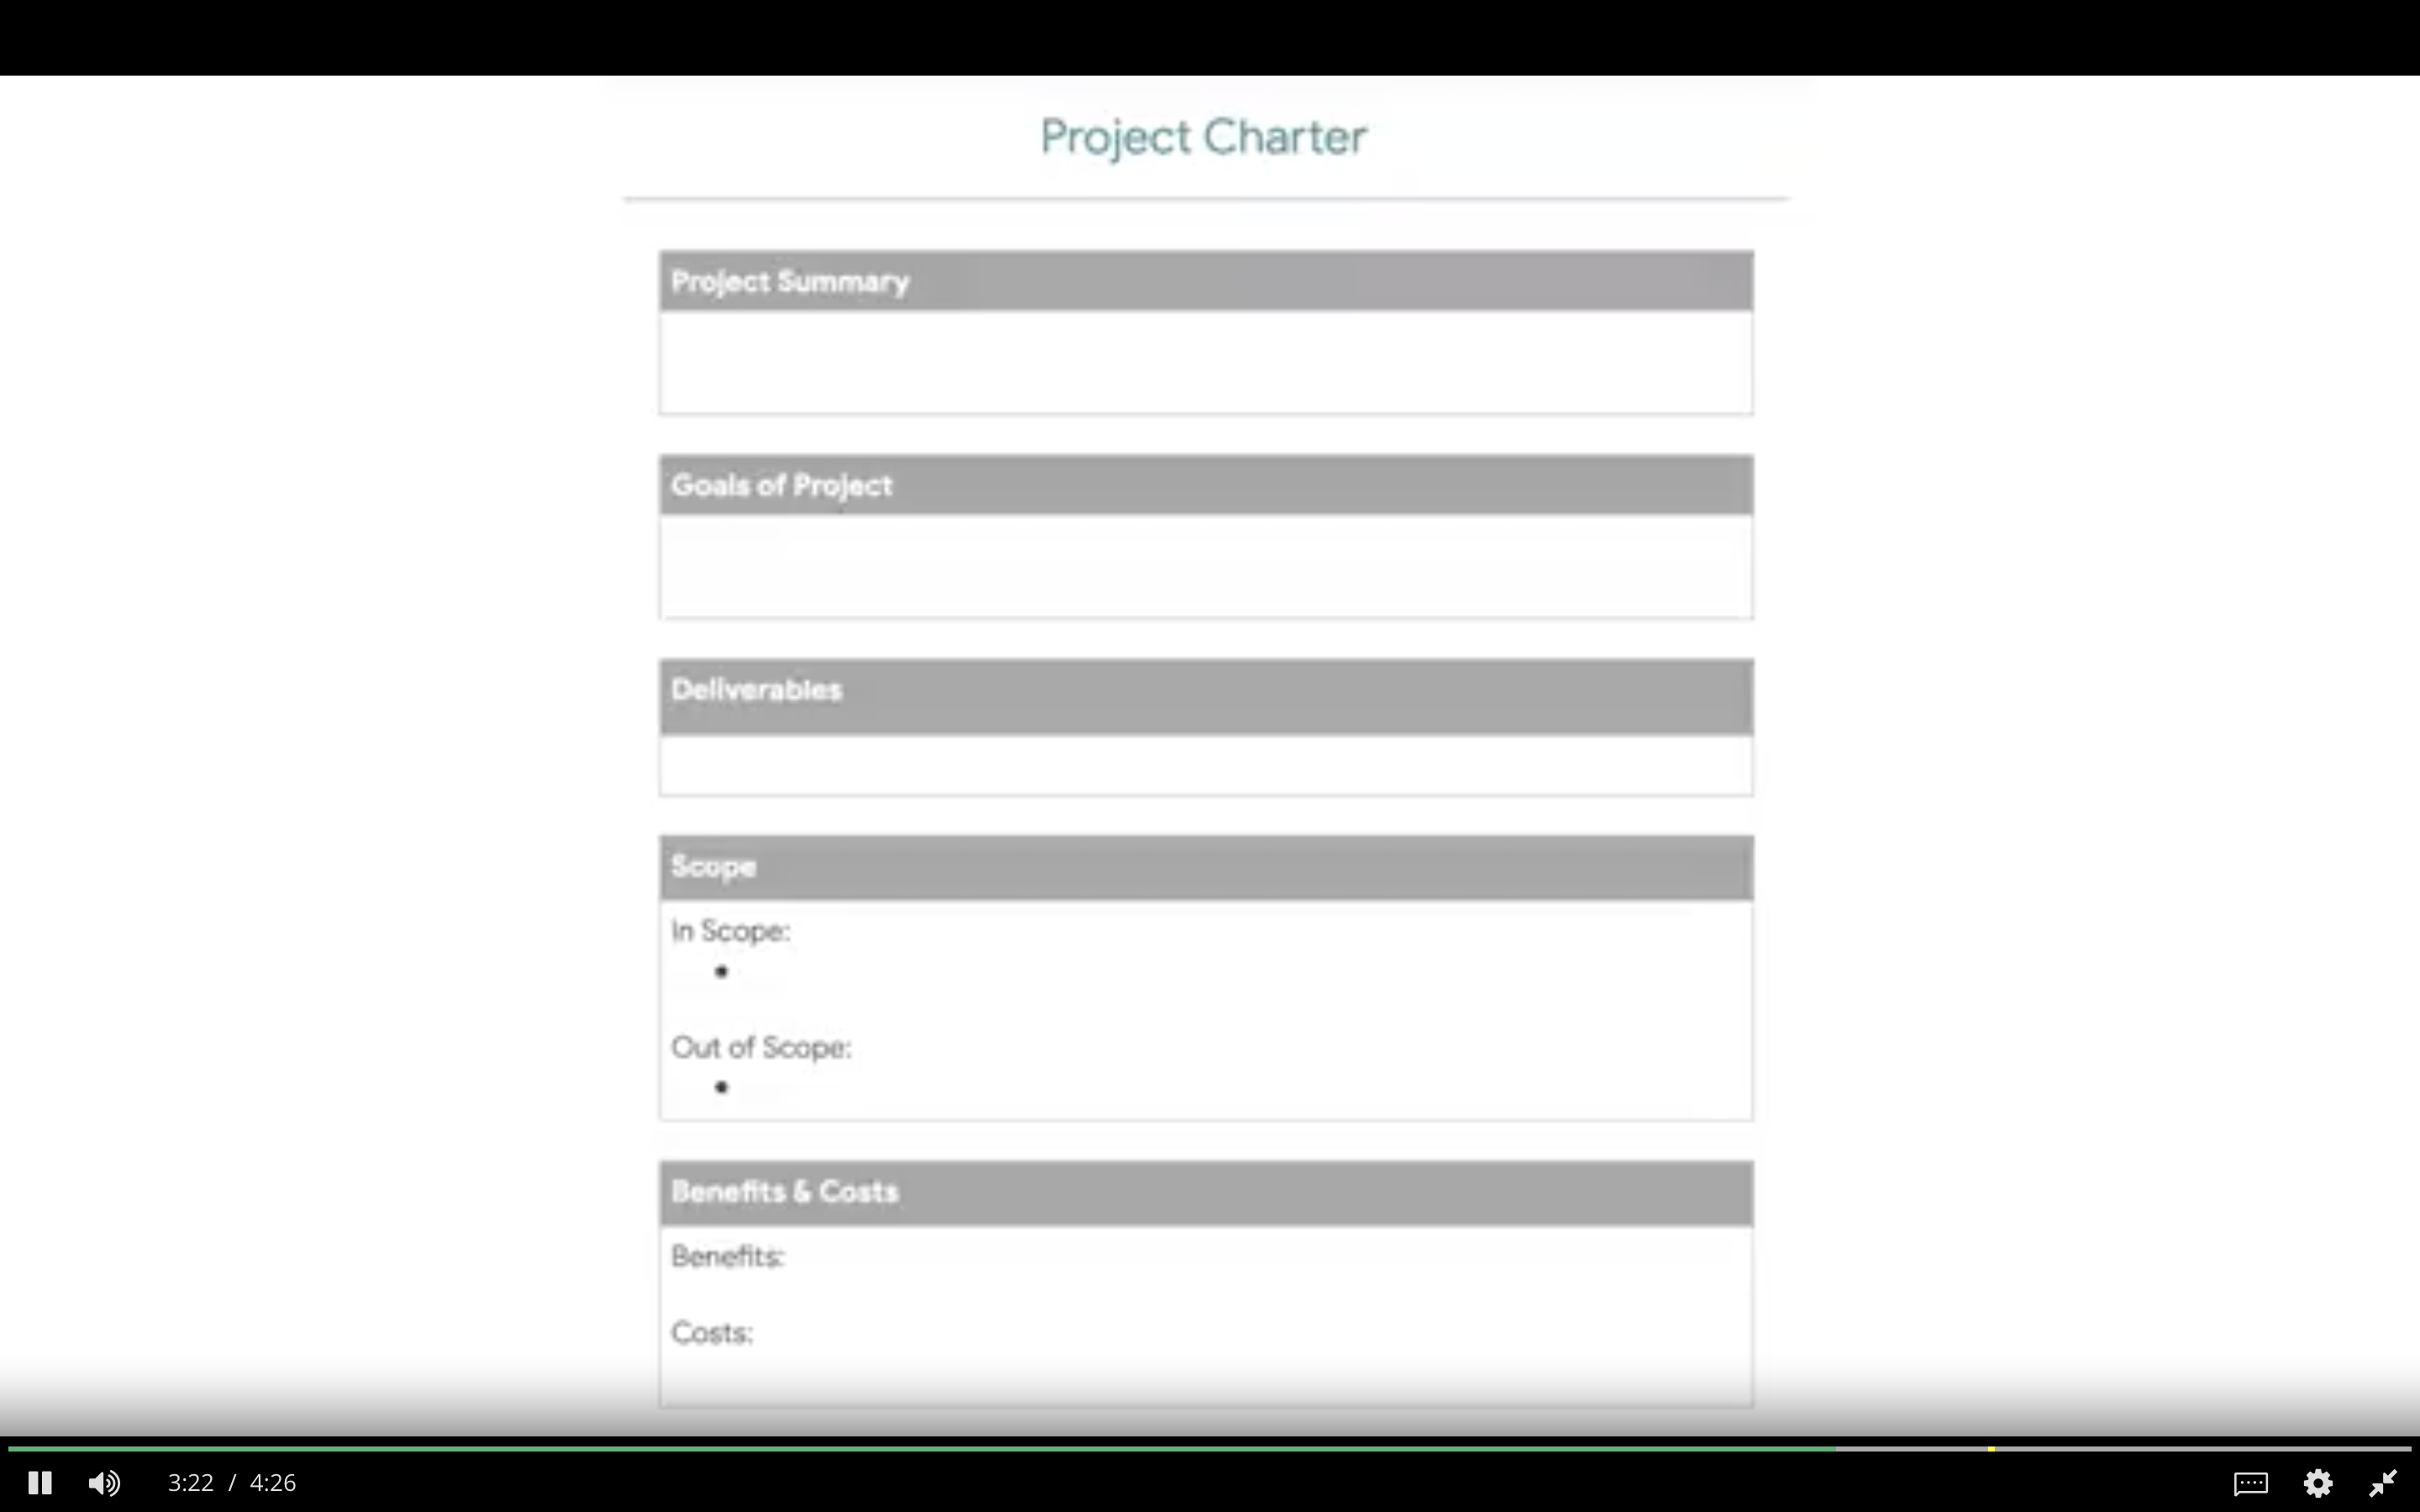 Project Charter
Project Summary
Goals of Project
Deliverables
Scope
In Scope:
•
Out of Scope:
•
Benefits & Costs
Benefits:
Costs:
3:22 / 4:26